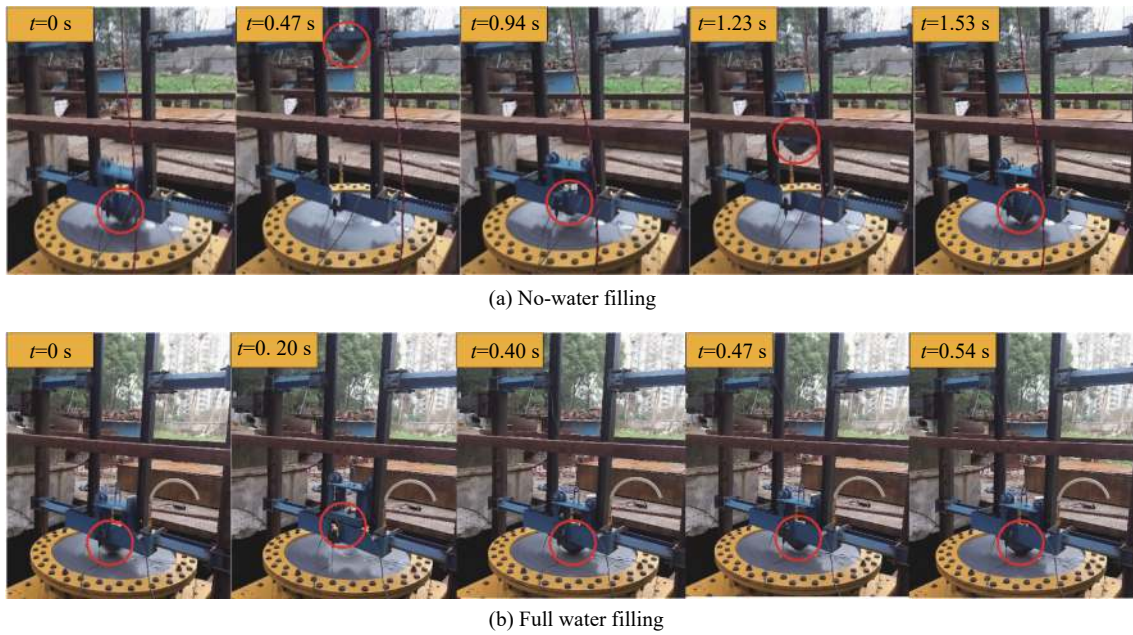 t=0 s
t=0.47 s
t=0.94 s
t=1.23 s
t=1.53 s
(a) No-water filling
t=0 s
t=0. 20 s
t=0.40 s
t=0.47 s
t=0.54 s
(b) Full water filling